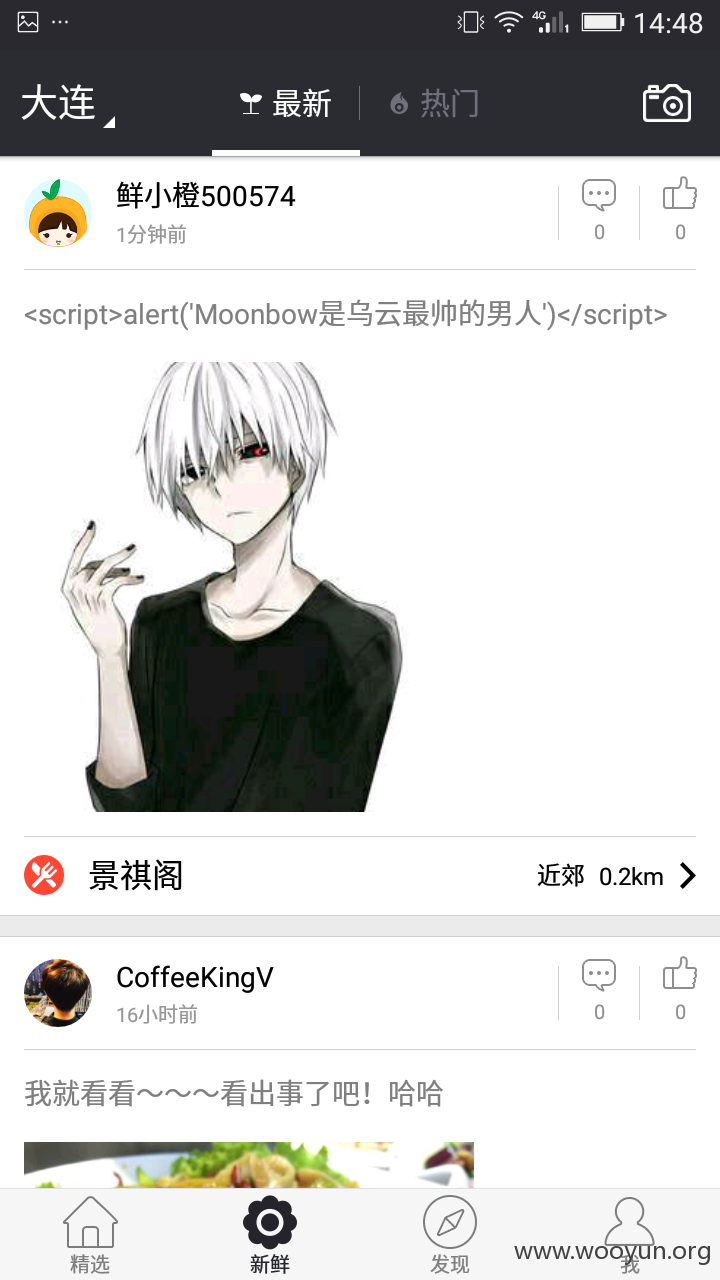 4G 1 14:48
大连 最新 热门
鲜小橙500574
1分钟前
0 0
<script>alert('Moonbow是乌云最帅的男人')</script>
景祺阁 近郊 0.2km
CoffeeKingV
16小时前
0 0
我就看看～～～看出事了吧！哈哈
精选 新鲜 发现 我
www.wooyun.org